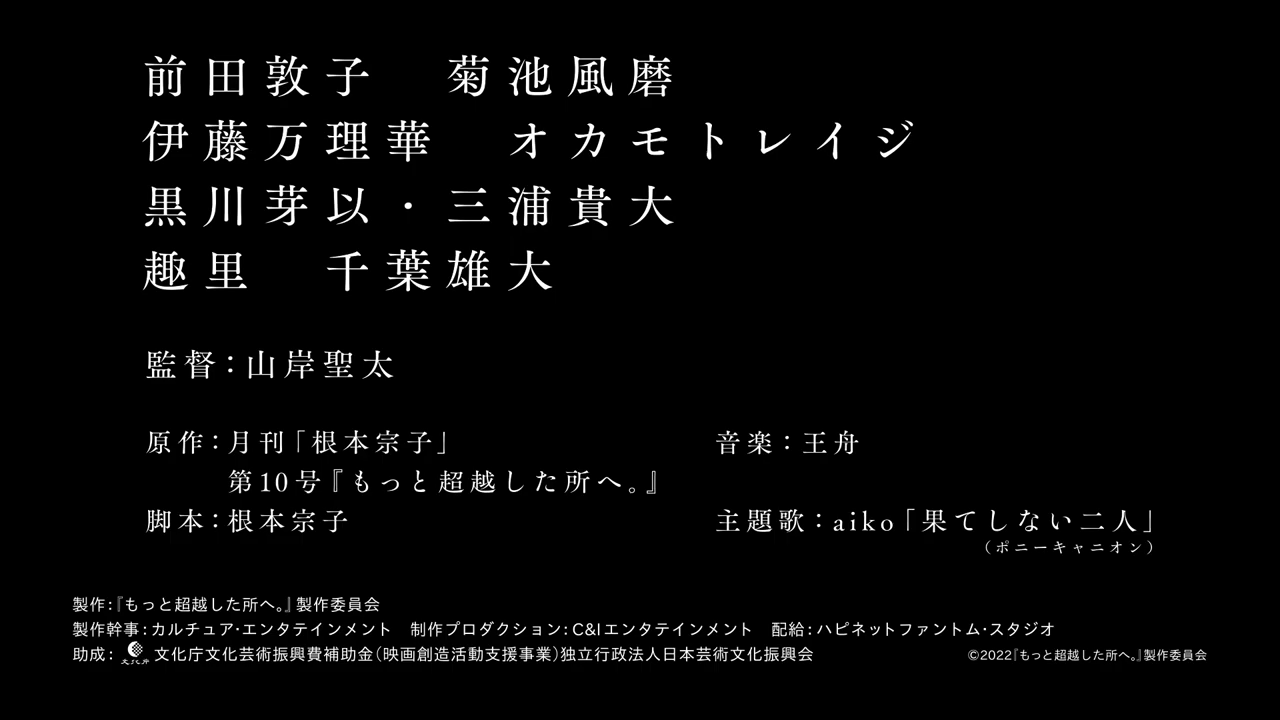 前田敦子　菊池風磨
伊藤万理華　オカモトレイジ
黒川芽以・三浦貴大
趣里　千葉雄大
監督：山岸聖太
原作：月刊「根本宗子」
第10号『もっと超越した所へ。』
脚本：根本宗子
音楽：王舟
主題歌：aiko「果てしない二人」
（ポニーキャニオン）
製作：『もっと超越した所へ。』製作委員会
製作幹事：カルチュア・エンタテインメント　制作プロダクション：C&Iエンタテインメント　配給：ハピネットファントム・スタジオ
助成：文化庁 文化庁文化芸術振興費補助金（映画創造活動支援事業）独立行政法人日本芸術文化振興会
©2022『もっと超越した所へ。』製作委員会